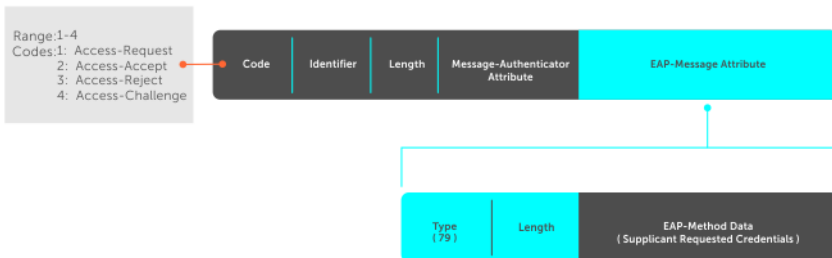 Range:1-4
Codes:1: Access-Request
2: Access-Accept
3: Access-Reject
4: Access-Challenge
Code
Identifier
Length
Message-Authenticator
Attribute
EAP-Message Attribute
Type
( 79 )
Length
EAP-Method Data
( Supplicant Requested Credentials )